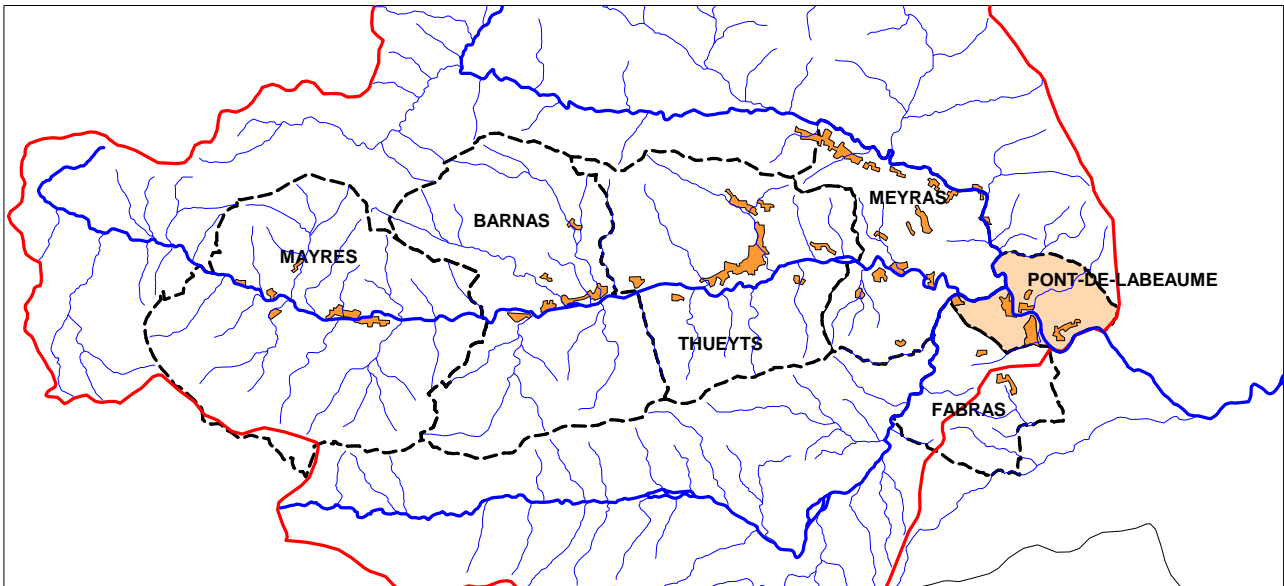 MEYRAS
BARNAS
MAYRES
PONT-DE-LABEAUME
THUEYTS
FABRAS